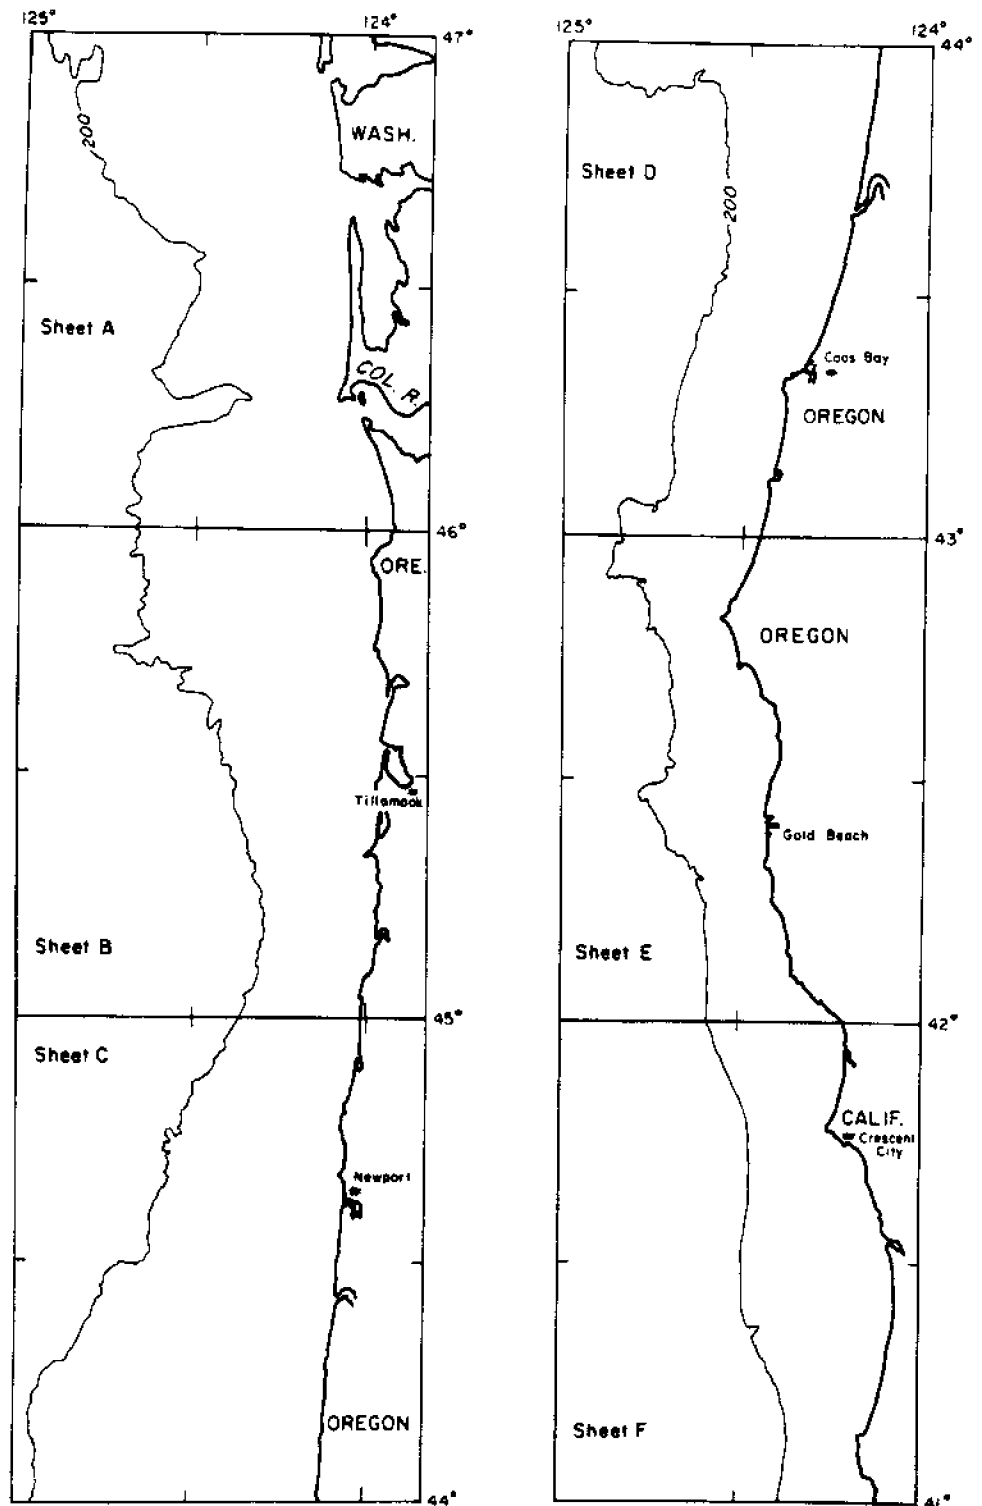 125°
124°
47°
200
WASH.
Sheet A
COL. R.
46°
ORE.
Tillamook
Sheet B
45°
Sheet C
Newport
OREGON
44°
125°
124°
44°
Sheet D
200
Coos Bay
OREGON
43°
OREGON
Gold Beach
Sheet E
42°
CALIF.
Crescent
City
Sheet F
41°